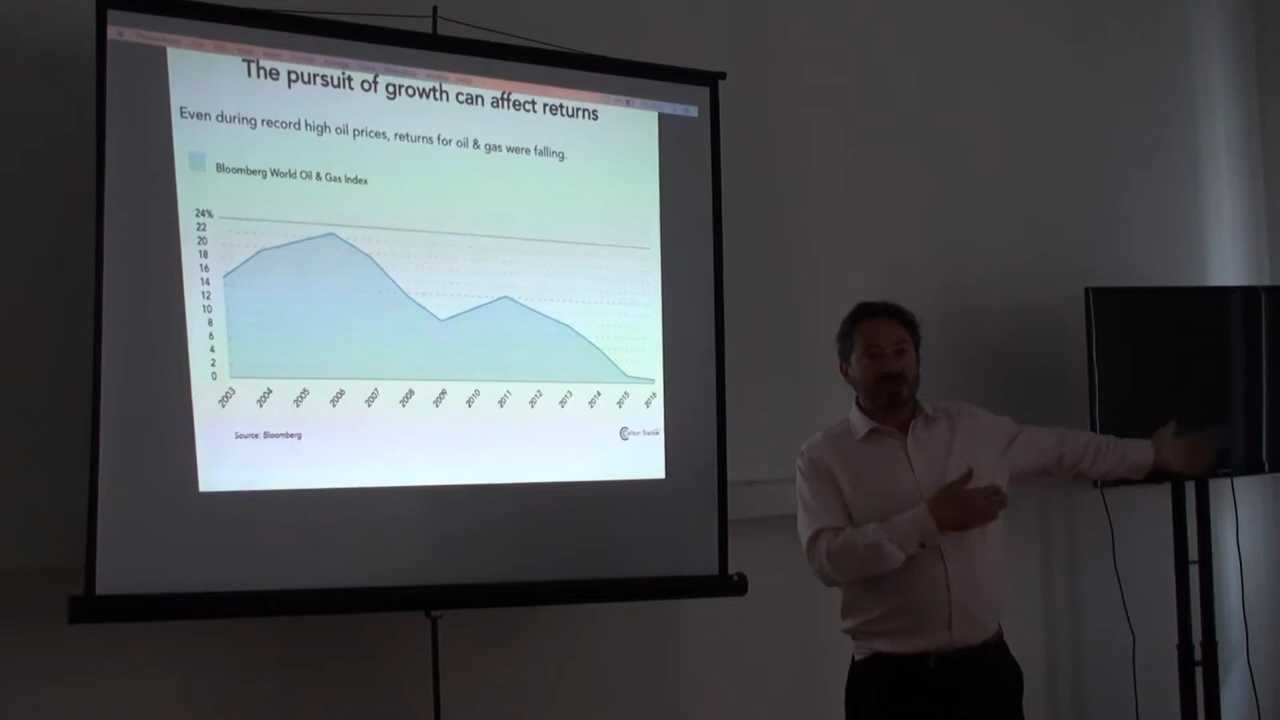 The pursuit of growth can affect returns
Even during record high oil prices, returns for oil & gas were falling.
Bloomberg World Oil & Gas Index
24%
22
20
18
16
14
12
10
8
6
4
2
0
2003 2004 2005 2006 2007 2008 2009 2010 2011 2012 2013 2014 2015 2016
Source: Bloomberg
Carbon Tracker